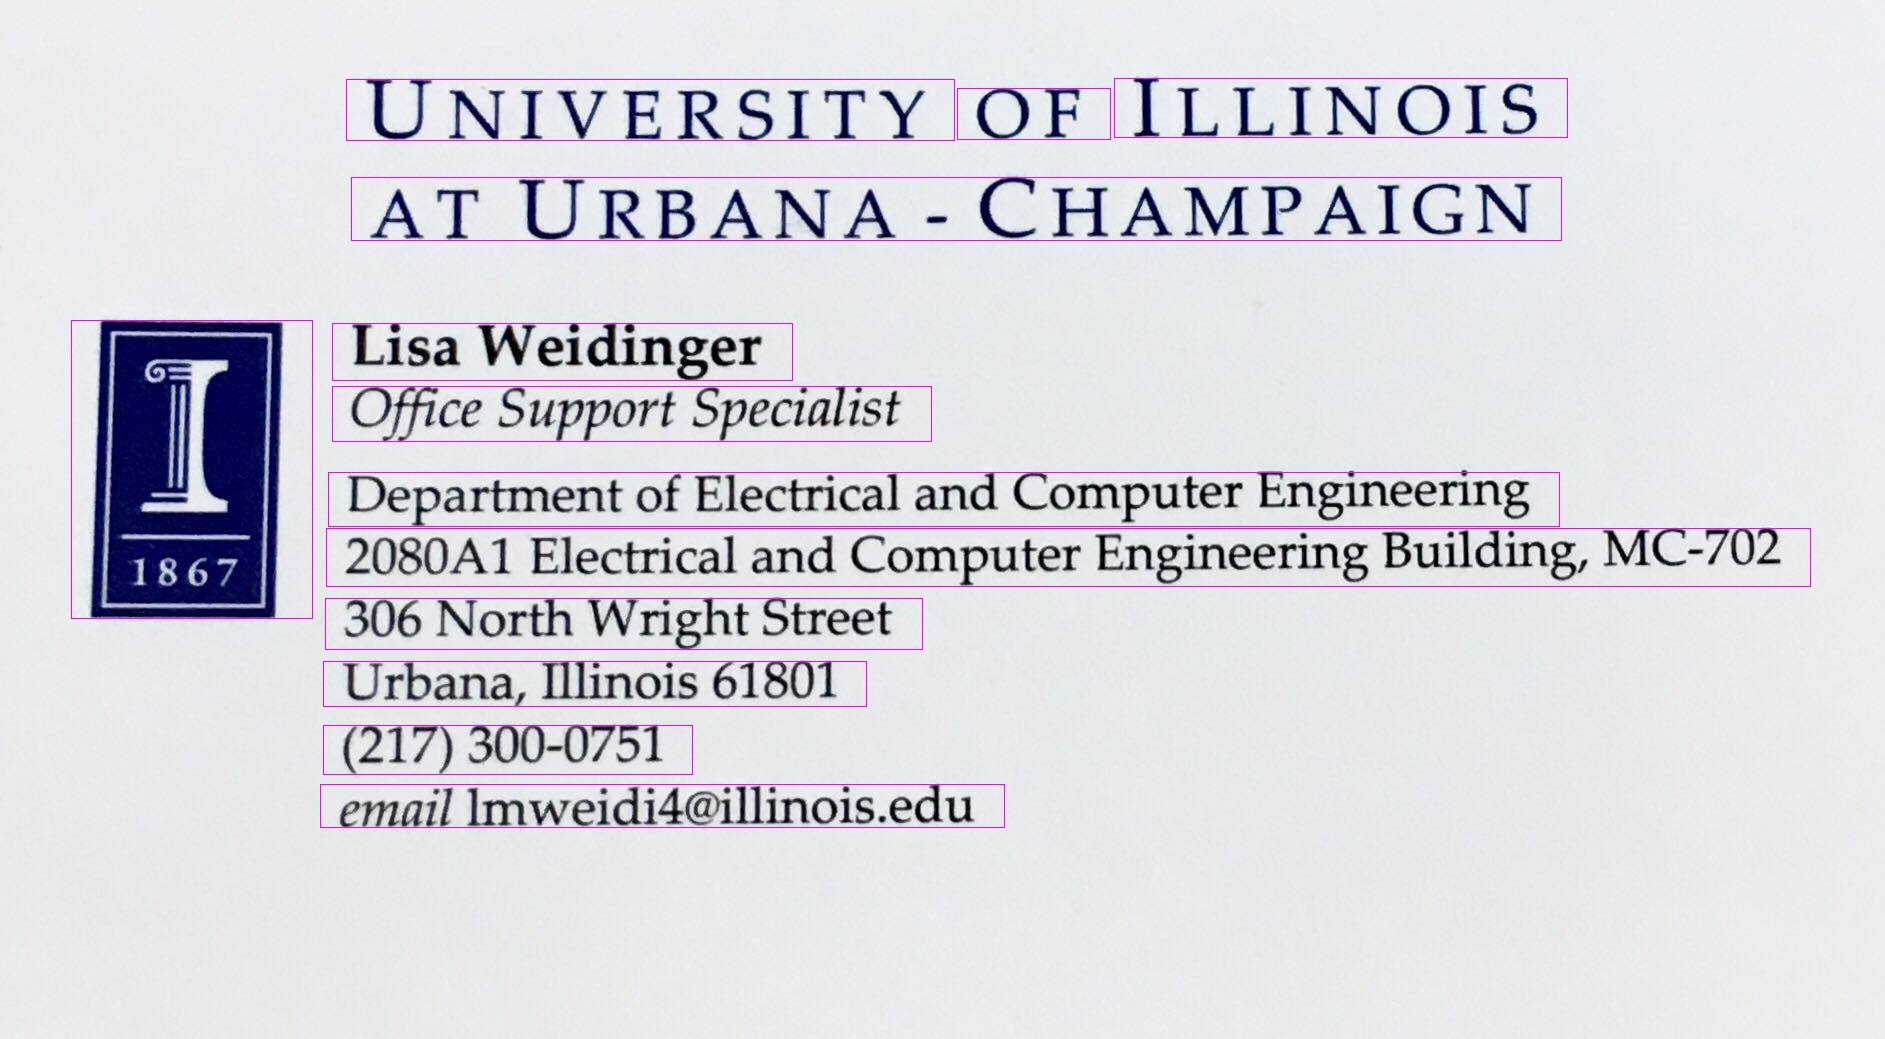 UNIVERSITY OF ILLINOIS
AT URBANA - CHAMPAIGN
I
1867
Lisa Weidinger
Office Support Specialist
Department of Electrical and Computer Engineering
2080A1 Electrical and Computer Engineering Building, MC-702
306 North Wright Street
Urbana, Illinois 61801
(217) 300-0751
email lmweidi4@illinois.edu